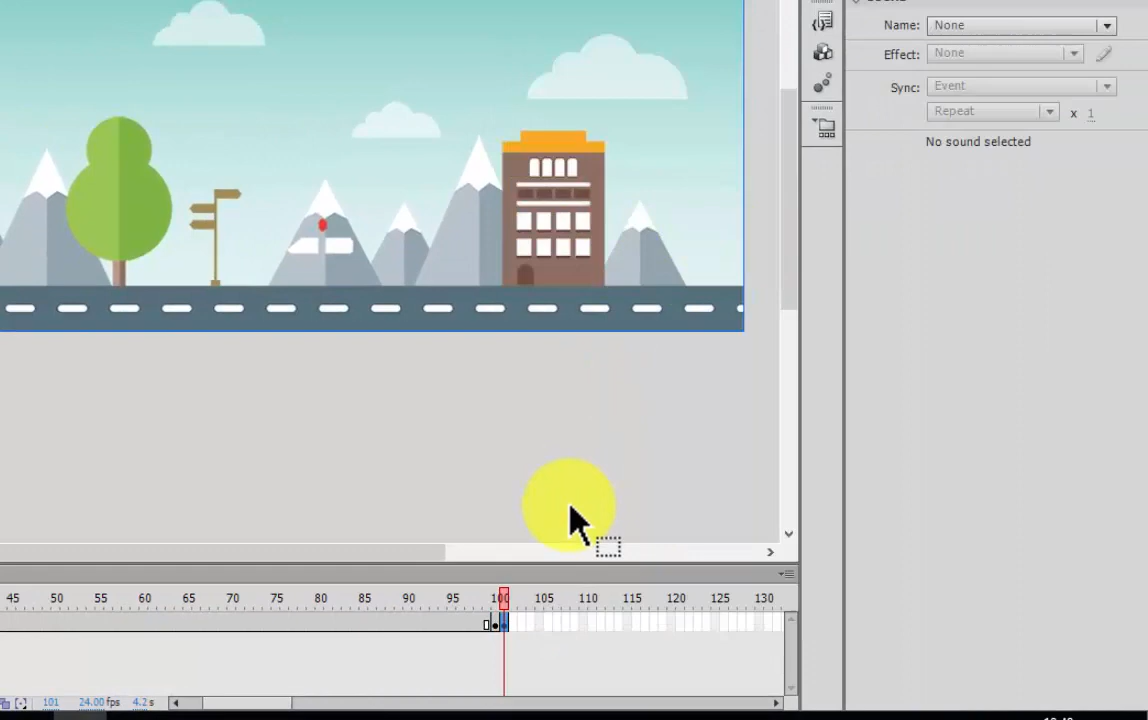 Name: None
Effect: None
Sync: Event
Repeat x 1
No sound selected
45 50 55 60 65 70 75 80 85 90 95 100 105 110 115 120 125 130
101 24.00 fps 4.2 s